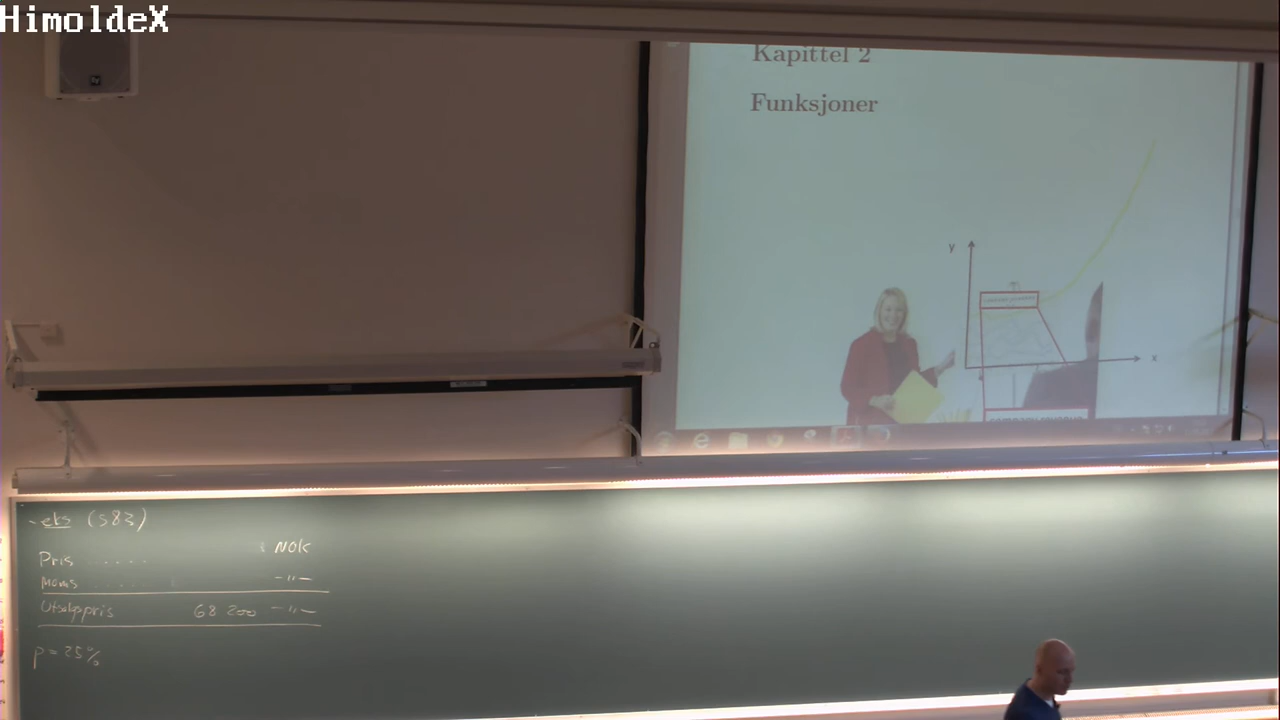 HimoldeX
Kapittel 2
Funksjoner
y
x
- eks (s83)
Pris ...... NOK
Moms ...... -"-
Utsalgspris 68 200 -"-
p = 25%